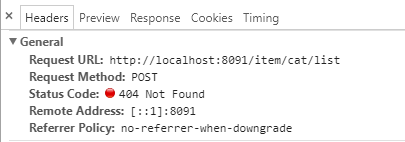 Headers Preview Response Cookies Timing
General
Request URL: http://localhost:8091/item/cat/list
Request Method: POST
Status Code: 404 Not Found
Remote Address: [::1]:8091
Referrer Policy: no-referrer-when-downgrade